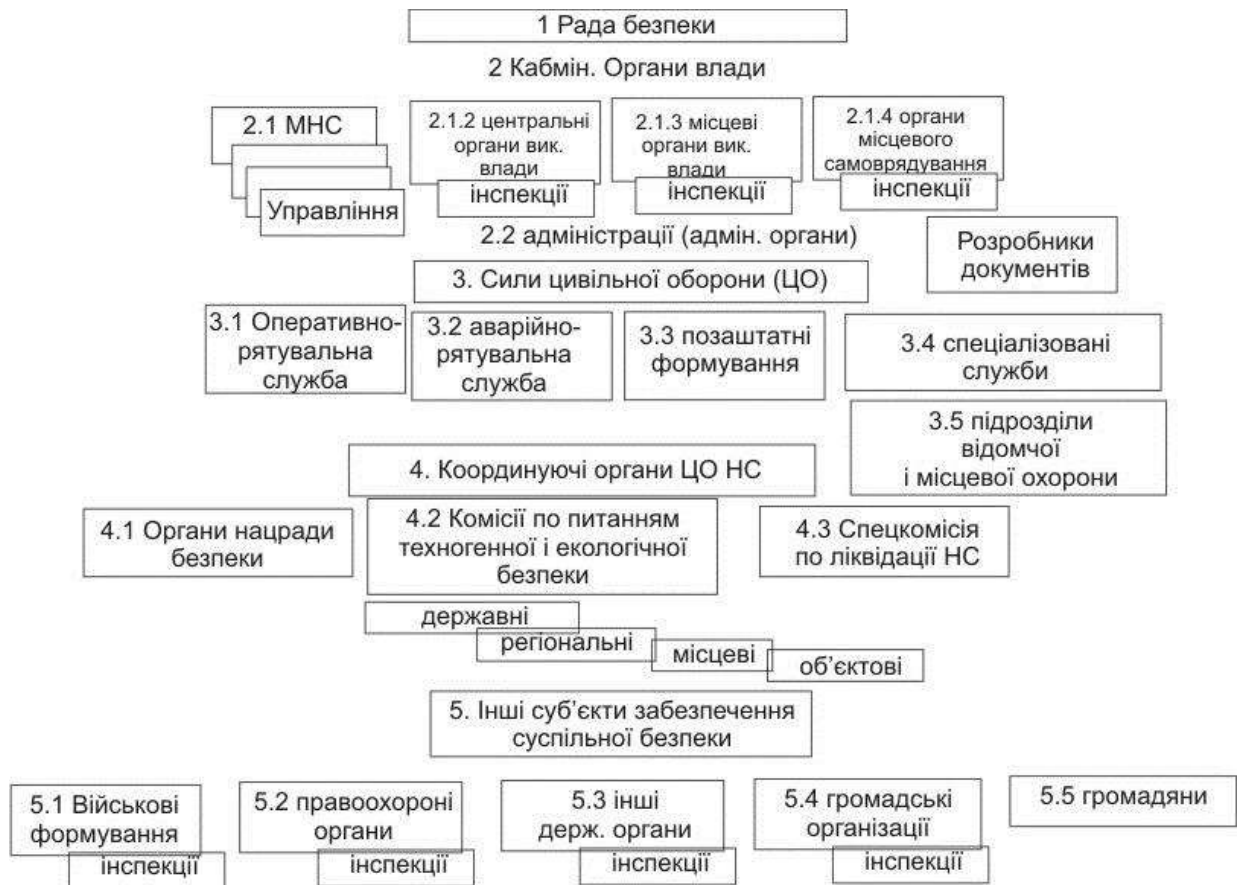 1 Рада безпеки
2 Кабмін. Органи влади
2.1 МНС
Управління
2.1.2 центральні
органи вик.
влади
інспекції
2.1.3 місцеві
органи вик.
влади
інспекції
2.1.4 органи
місцевого
самоврядування
інспекції
2.2 адміністрації (адмін. органи)
Розробники
документів
3. Сили цивільної оборони (ЦО)
3.1 Оперативно-
рятувальна
служба
3.2 аварійно-
рятувальна
служба
3.3 позаштатні
формування
3.4 спеціалізовані
служби
3.5 підрозділи
відомчої
і місцевої охорони
4. Координуючі органи ЦО НС
4.1 Органи нацради
безпеки
4.2 Комісії по питанням
техногенної і екологічної
безпеки
4.3 Спецкомісія
по ліквідації НС
державні
регіональні
місцеві
об’єктові
5. Інші суб’єкти забезпечення
суспільної безпеки
5.1 Військові
формування
інспекції
5.2 правоохороні
органи
інспекції
5.3 інші
держ. органи
інспекції
5.4 громадські
організації
інспекції
5.5 громадяни